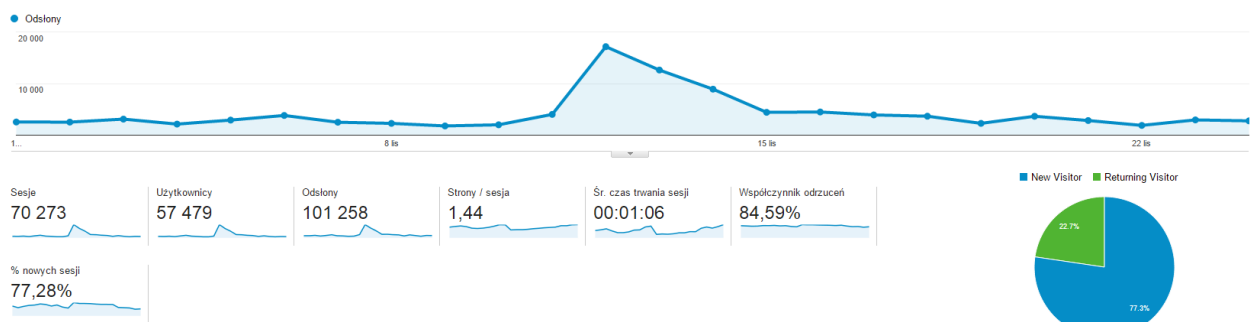 Odsłony
20 000
10 000
1...
8 lis
15 lis
22 lis
New Visitor
Returning Visitor
Sesje
70 273
Użytkownicy
57 479
Odsłony
101 258
Strony / sesja
1,44
Śr. czas trwania sesji
00:01:06
Współczynnik odrzuceń
84,59%
% nowych sesji
77,28%
22.7%
77.3%